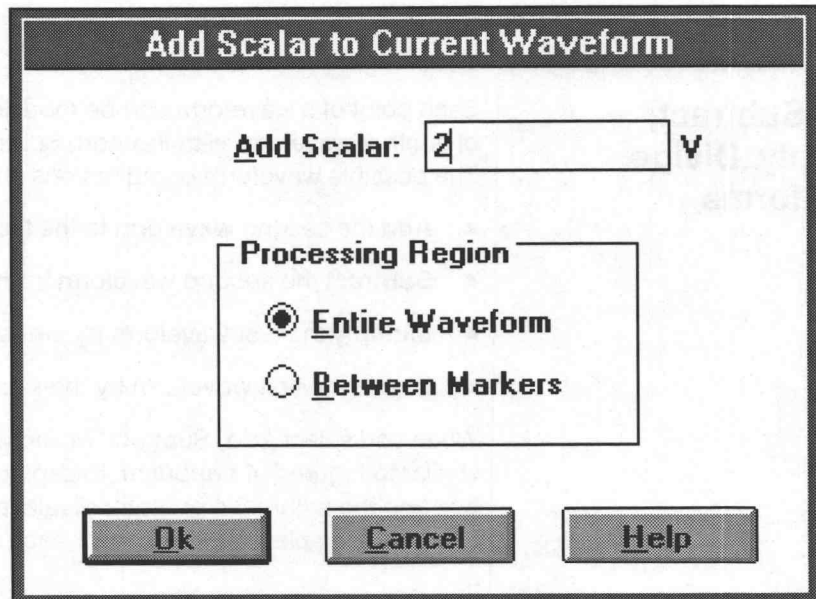 Add Scalar to Current Waveform
Add Scalar: 2 V
Processing Region
Entire Waveform
Between Markers
Ok Cancel Help